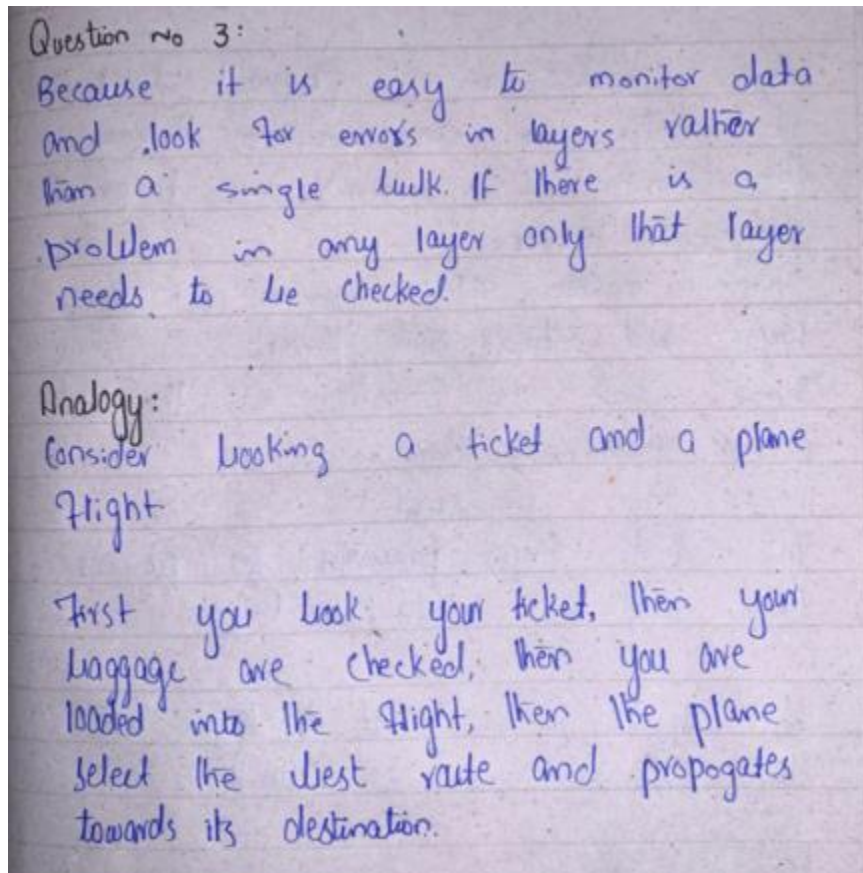 Question No 3:
Because it is easy to monitor data
and look for errors in layers rather
than a single bulk. If there is a
problem in any layer only that layer
needs to be checked.
Analogy:
Consider booking a ticket and a plane
flight
First you book your ticket, then your
baggage are checked, then you are
loaded into the flight, then the plane
select the best route and propogates
towards its destination.